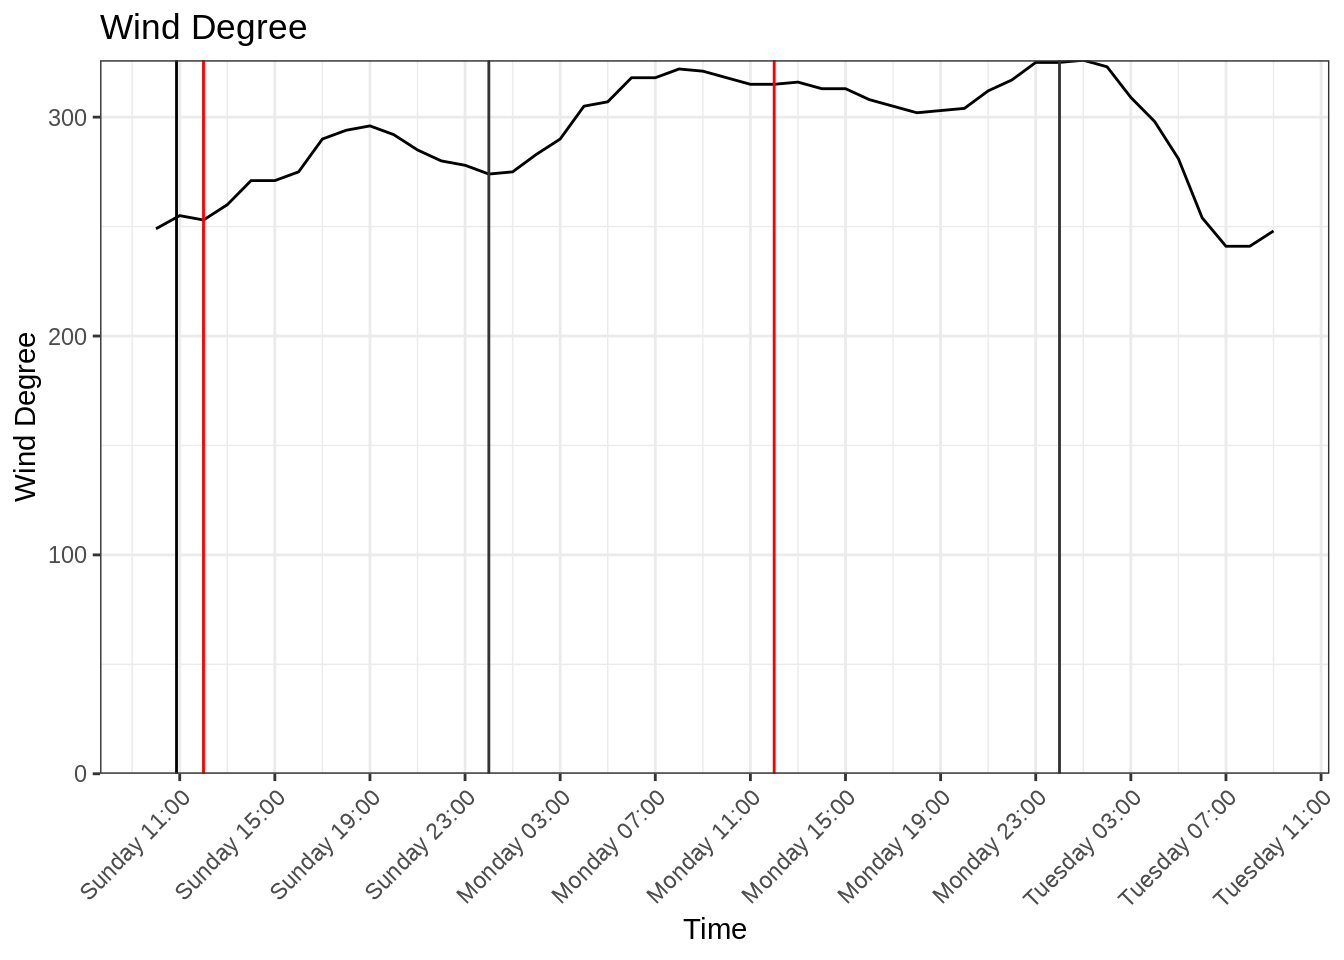 Wind Degree
Wind Degree
300
200
100
0
Sunday 11:00
Sunday 15:00
Sunday 19:00
Sunday 23:00
Monday 03:00
Monday 07:00
Monday 11:00
Monday 15:00
Monday 19:00
Monday 23:00
Tuesday 03:00
Tuesday 07:00
Tuesday 11:00
Time